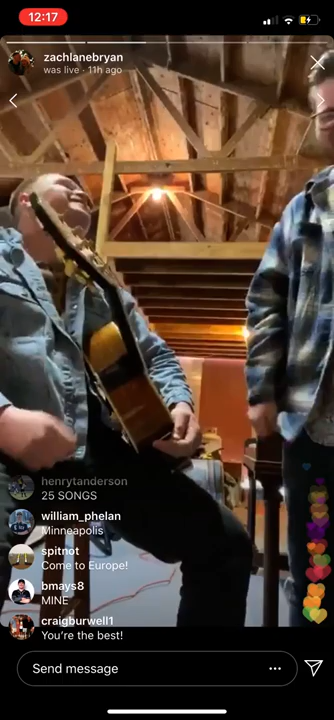 12:17
zachlanebryan
was live · 11h ago
henrytanderson
25 SONGS
william_phelan
Minneapolis
spitnot
Come to Europe!
bmays8
MINE
craigburwell1
You're the best!
Send message